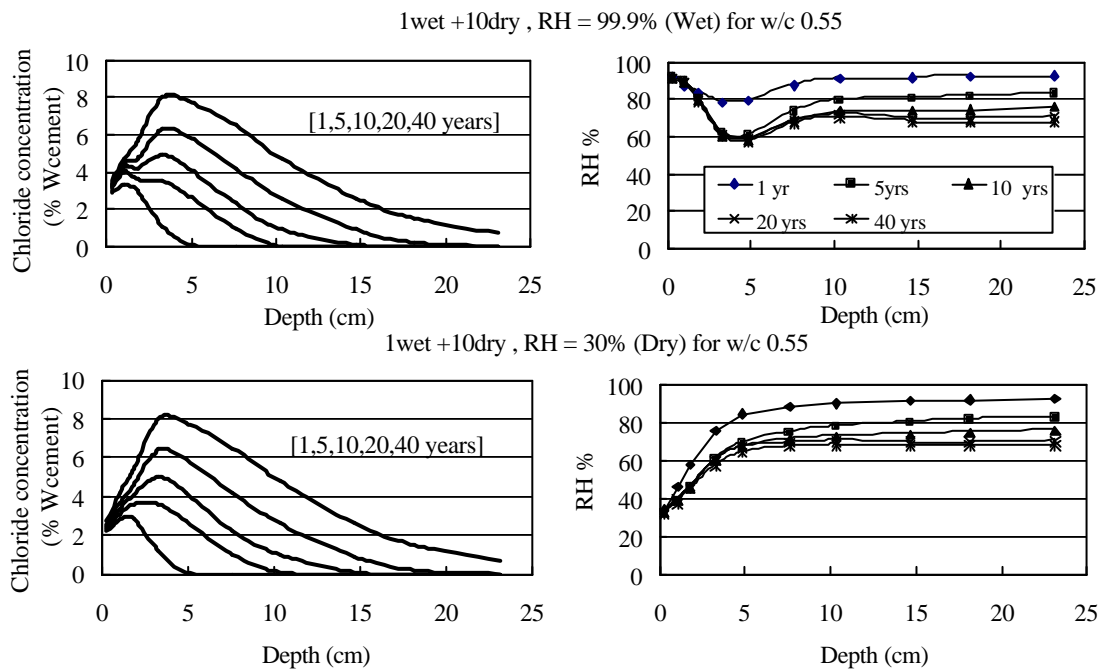 1wet +10dry , RH = 99.9% (Wet) for w/c 0.55
Chloride concentration
(% Wcement)
10
8
6
4
2
0
[1,5,10,20,40 years]
0 5 10 15 20 25
Depth (cm)
RH %
100
80
60
40
20
0
1 yr 5yrs 10 yrs
20 yrs 40 yrs
0 5 10 15 20 25
Depth (cm)
1wet +10dry , RH = 30% (Dry) for w/c 0.55
Chloride concentration
(% Wcement)
10
8
6
4
2
0
[1,5,10,20,40 years]
0 5 10 15 20 25
Depth (cm)
RH %
100
80
60
40
20
0
0 5 10 15 20 25
Depth (cm)